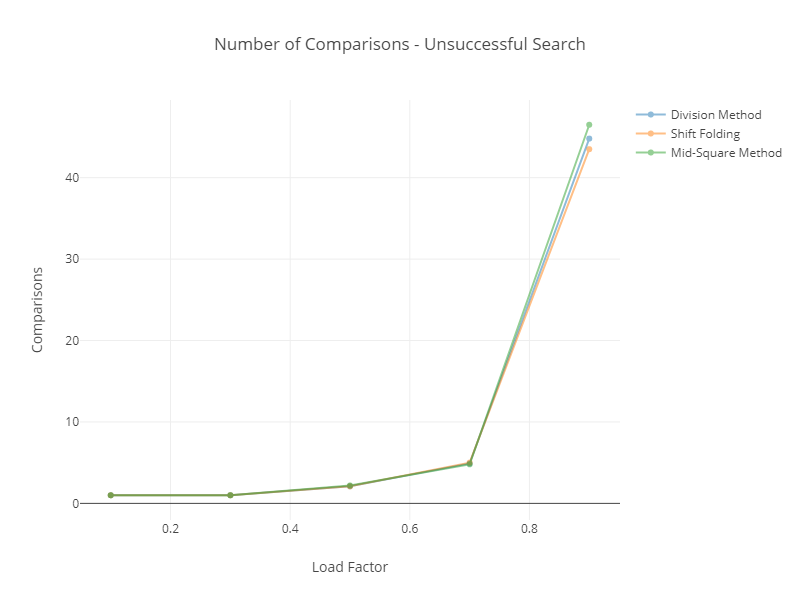 Number of Comparisons - Unsuccessful Search
Division Method
Shift Folding
Mid-Square Method
Comparisons
40
30
20
10
0
0.2
0.4
0.6
0.8
Load Factor